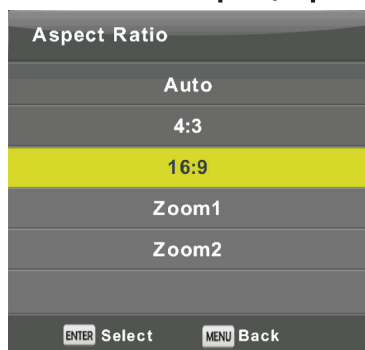 Aspect Ratio
Auto
4:3
16:9
Zoom1
Zoom2
ENTER Select MENU Back